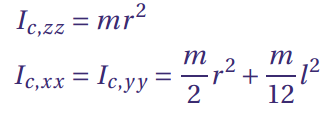 I_{c,zz} = mr^2
I_{c,xx} = I_{c,yy} = \frac{m}{2}r^2 + \frac{m}{12}l^2